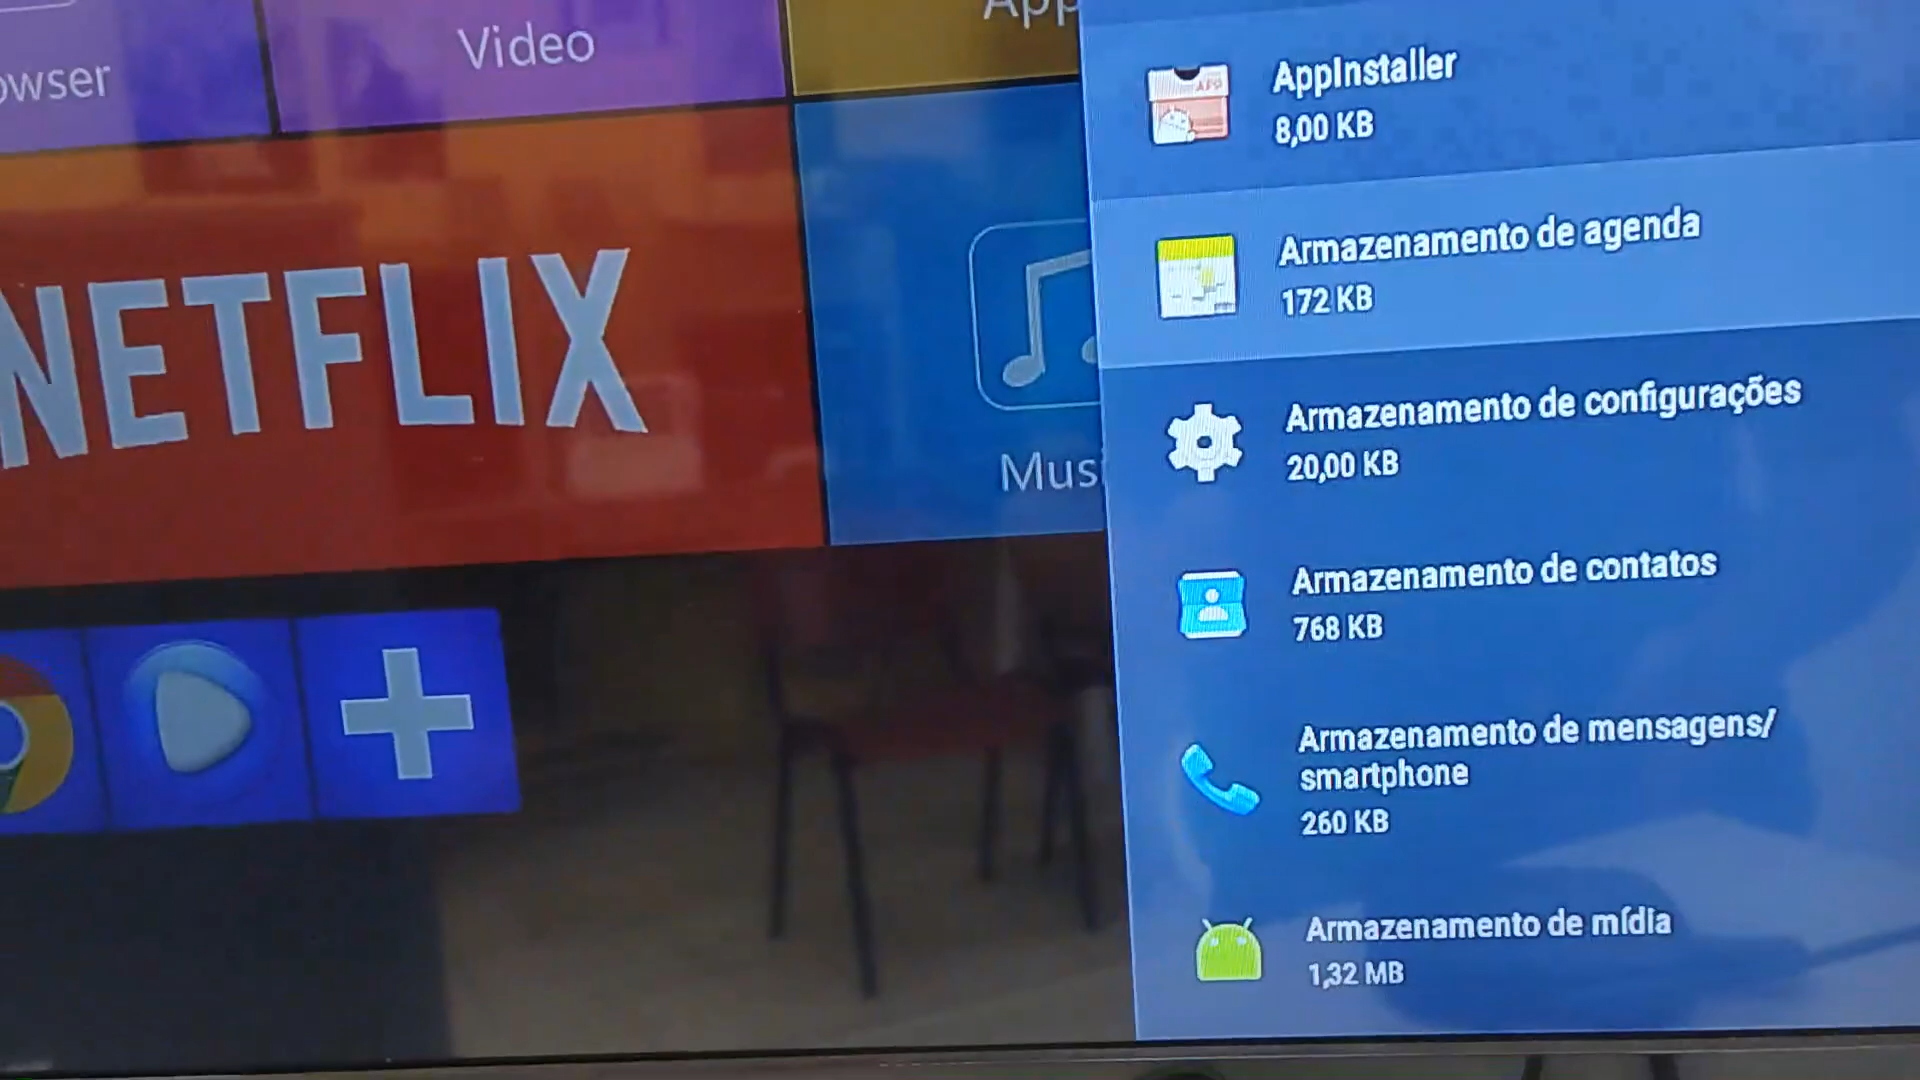 Video
NETFLIX
AppInstaller
8,00 KB
Armazenamento de agenda
172 KB
Armazenamento de configurações
20,00 KB
Armazenamento de contatos
768 KB
Armazenamento de mensagens/
smartphone
260 KB
Armazenamento de mídia
1,32 MB